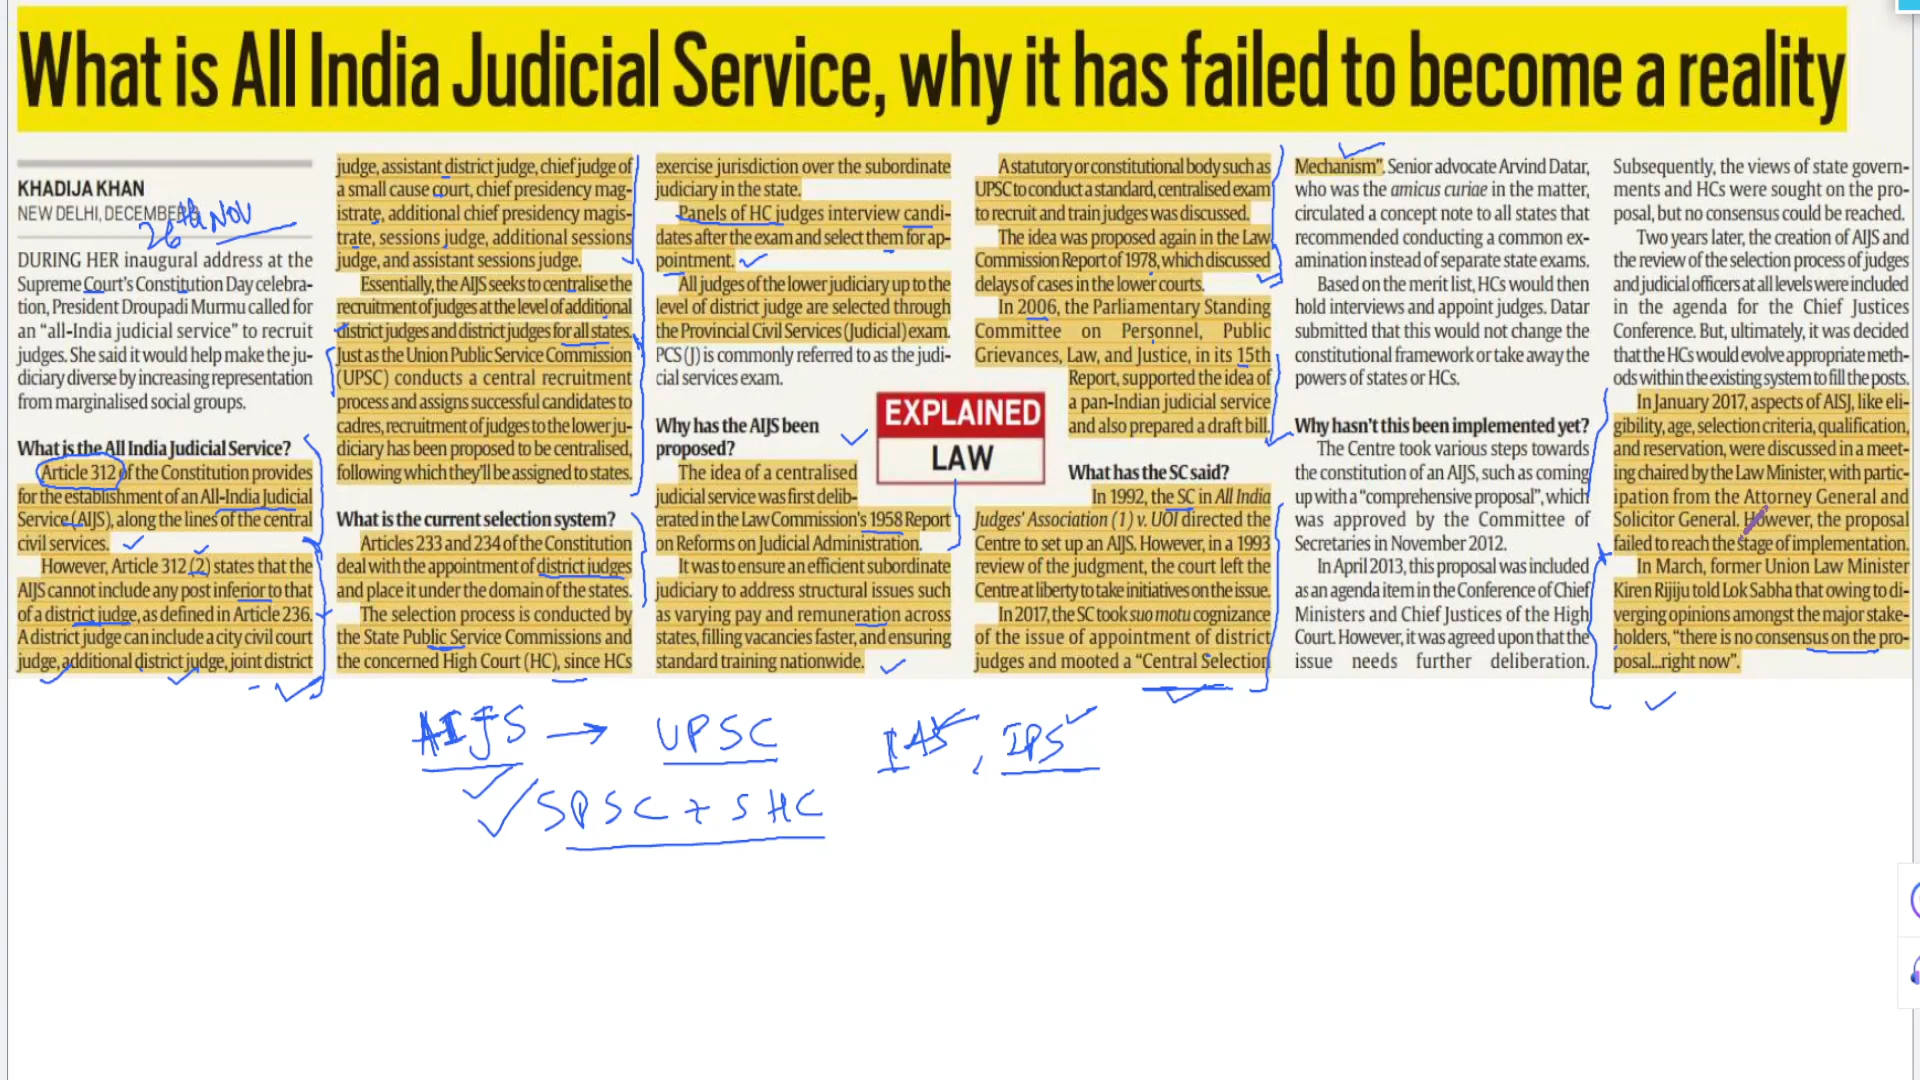 What is All India Judicial Service, why it has failed to become a reality
KHADIJA KHAN
NEW DELHI, DECEMBER
26th NOV
DURING HER inaugural address at the
Supreme Court's Constitution Day celebra-
tion, President Droupadi Murmu called for
an “all-India judicial service” to recruit
judges. She said it would help make the ju-
diciary diverse by increasing representation
from marginalised social groups.
What is the All India Judicial Service?
Article 312 of the Constitution provides
for the establishment of an All-India Judicial
Service (AIJS), along the lines of the central
civil services.
However, Article 312 (2) states that the
AIJS cannot include any post inferior to that
of a district judge, as defined in Article 236.
A district judge can include a city civil court
judge, additional district judge, joint district
judge, assistant district judge, chief judge of
a small cause court, chief presidency mag-
istrate, additional chief presidency magis-
trate, sessions judge, additional sessions
judge, and assistant sessions judge.
Essentially, the AIJS seeks to centralise the
recruitment of judges at the level of additional
district judges and district judges for all states.
Just as the Union Public Service Commission
(UPSC) conducts a central recruitment
process and assigns successful candidates to
cadres, recruitment of judges to the lower ju-
diciary has been proposed to be centralised,
following which they'll be assigned to states.
What is the current selection system?
Articles 233 and 234 of the Constitution
deal with the appointment of district judges
and place it under the domain of the states.
The selection process is conducted by
the State Public Service Commissions and
the concerned High Court (HC), since HCs
exercise jurisdiction over the subordinate
judiciary in the state.
Panels of HC judges interview candi-
dates after the exam and select them for ap-
pointment.
All judges of the lower judiciary up to the
level of district judge are selected through
the Provincial Civil Services (Judicial) exam.
PCS(J) is commonly referred to as the judi-
cial services exam.
Why has the AIJS been
proposed?
The idea of a centralised
judicial service was first delib-
erated in the Law Commission's 1958 Report
on Reforms on Judicial Administration.
It was to ensure an efficient subordinate
judiciary to address structural issues such
as varying pay and remuneration across
states, filling vacancies faster, and ensuring
standard training nationwide.
EXPLAINED
LAW
A statutory or constitutional body such as
UPSC to conduct a standard, centralised exam
to recruit and train judges was discussed.
The idea was proposed again in the Law
Commission Report of 1978, which discussed
delays of cases in the lower courts.
In 2006, the Parliamentary Standing
Committee on Personnel, Public
Grievances, Law, and Justice, in its 15th
Report, supported the idea of
a pan-Indian judicial service
and also prepared a draft bill.
What has the SC said?
In 1992, the SC in All India
Judges' Association (1) v. UOI directed the
Centre to set up an AIJS. However, in a 1993
review of the judgment, the court left the
Centre at liberty to take initiatives on the issue.
In 2017, the SC took suo motu cognizance
of the issue of appointment of district
judges and mooted a “Central Selection
Mechanism”. Senior advocate Arvind Datar,
who was the amicus curiae in the matter,
circulated a concept note to all states that
recommended conducting a common ex-
amination instead of separate state exams.
Based on the merit list, HCs would then
hold interviews and appoint judges. Datar
submitted that this would not change the
constitutional framework or take away the
powers of states or HCs.
Why hasn't this been implemented yet?
The Centre took various steps towards
the constitution of an AIJS, such as coming
up with a “comprehensive proposal”, which
was approved by the Committee of
Secretaries in November 2012.
In April 2013, this proposal was included
as an agenda item in the Conference of Chief
Ministers and Chief Justices of the High
Court. However, it was agreed upon that the
issue needs further deliberation.
Subsequently, the views of state govern-
ments and HCs were sought on the pro-
posal, but no consensus could be reached.
Two years later, the creation of AIJS and
the review of the selection process of judges
and judicial officers at all levels were included
in the agenda for the Chief Justices
Conference. But, ultimately, it was decided
that the HCs would evolve appropriate meth-
ods within the existing system to fill the posts.
In January 2017, aspects of AISJ, like eli-
gibility, age, selection criteria, qualification,
and reservation, were discussed in a meet-
ing chaired by the Law Minister, with partic-
ipation from the Attorney General and
Solicitor General. However, the proposal
failed to reach the stage of implementation.
In March, former Union Law Minister
Kiren Rijiju told Lok Sabha that owing to di-
verging opinions amongst the major stake-
holders, “there is no consensus on the pro-
posal...right now”.
AIJS → UPSC IAS, IPS
SPSC + SHC